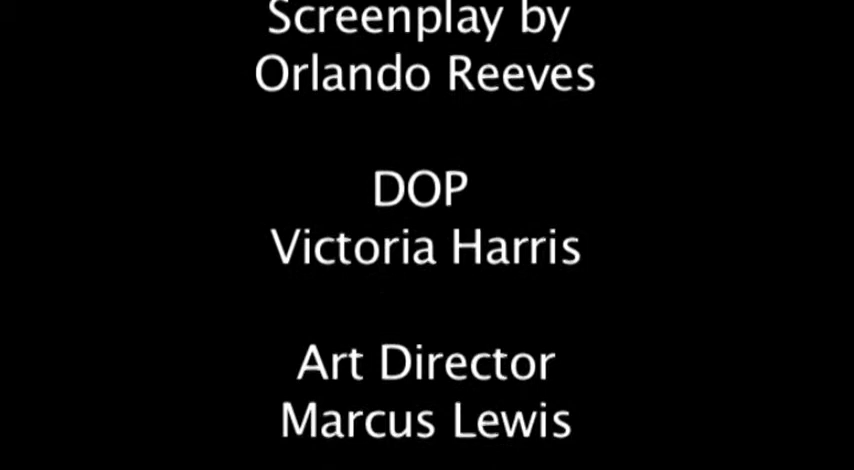 Screenplay by
Orlando Reeves
DOP
Victoria Harris
Art Director
Marcus Lewis